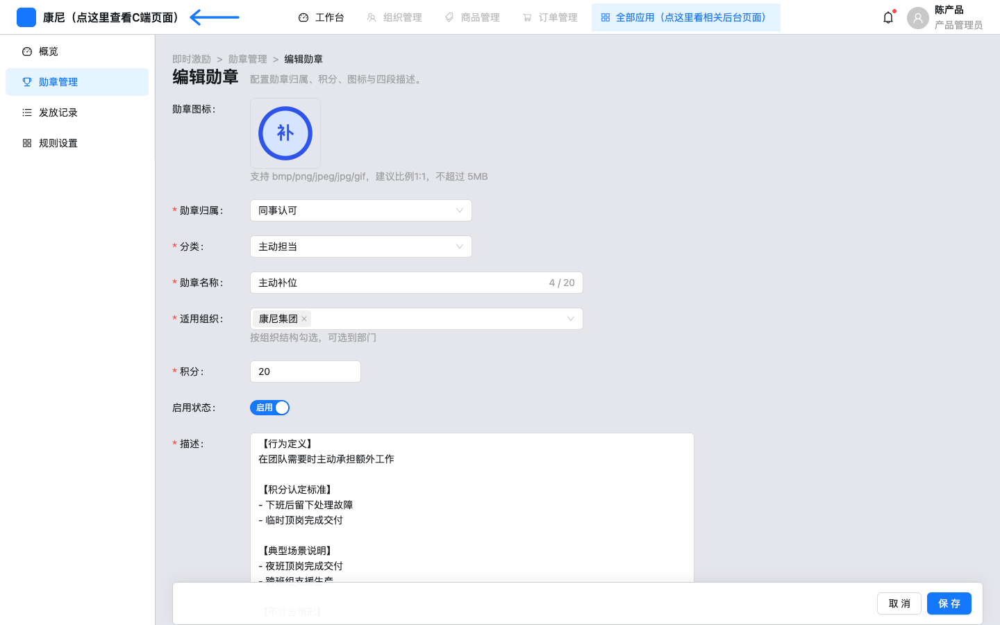 康尼（点这里查看C端页面）
工作台
组织管理
商品管理
订单管理
全部应用（点这里看相关后台页面）
陈产品
产品管理员
概览
勋章管理
发放记录
规则设置
即时激励 > 勋章管理 > 编辑勋章
编辑勋章 配置勋章归属、积分、图标与四段描述。
勋章图标：
补
支持 bmp/png/jpeg/jpg/gif，建议比例1:1，不超过 5MB
* 勋章归属： 同事认可
* 分类： 主动担当
* 勋章名称： 主动补位 4 / 20
* 适用组织： 康尼集团
按组织结构勾选，可选到部门
* 积分： 20
启用状态： 启用
* 描述： 【行为定义】
在团队需要时主动承担额外工作
【积分认定标准】
- 下班后留下处理故障
- 临时顶岗完成交付
【典型场景说明】
- 夜班顶岗完成交付
- 跨班组支援生产
【不计分情形】
取 消
保 存